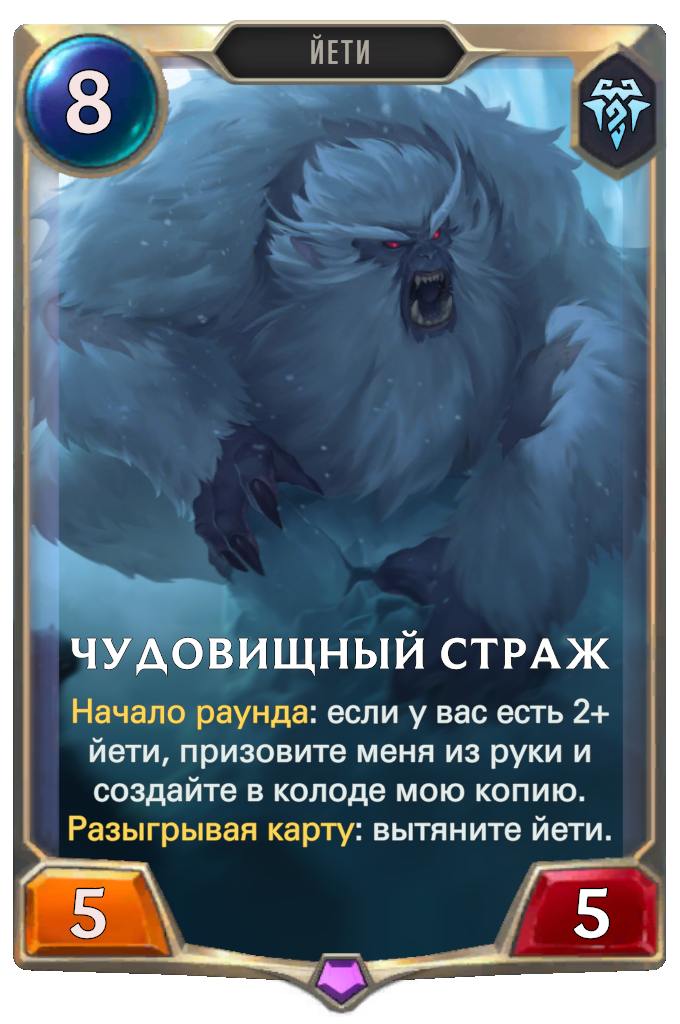 ЙЕТИ
8
ЧУДОВИЩНЫЙ СТРАЖ
Начало раунда: если у вас есть 2+
йети, призовите меня из руки и
создайте в колоде мою копию.
Разыгрывая карту: вытяните йети.
5
5